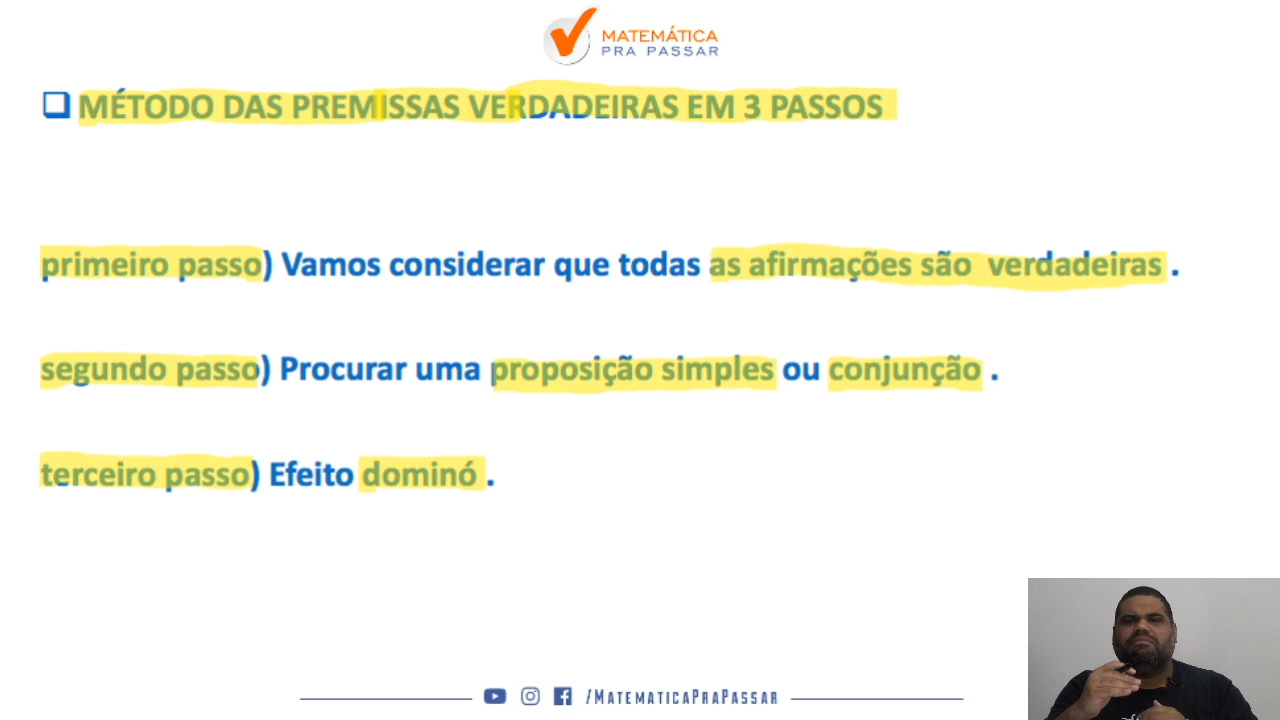 MATEMÁTICA
PRA PASSAR
MÉTODO DAS PREMISSAS VERDADEIRAS EM 3 PASSOS
primeiro passo) Vamos considerar que todas as afirmações são verdadeiras .
segundo passo) Procurar uma proposição simples ou conjunção .
terceiro passo) Efeito dominó .
/MATEMATICAPRAPASSAR